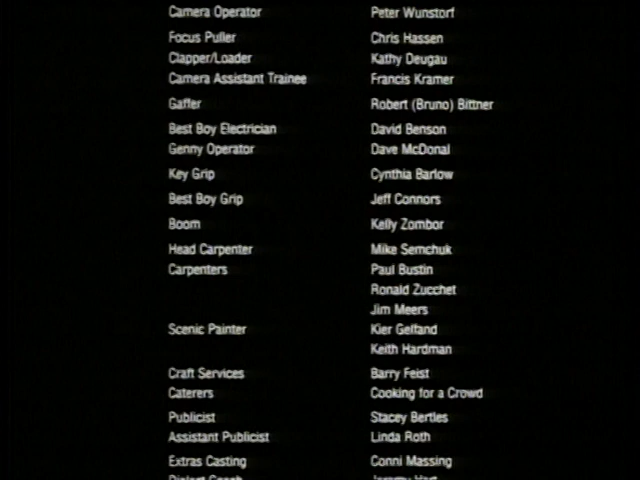 Camera Operator Peter Wunstorf
Focus Puller Chris Hassen
Clapper/Loader Kathy Deugau
Camera Assistant Trainee Francis Kramer
Gaffer Robert (Bruno) Bittner
Best Boy Electrician David Benson
Genny Operator Dave McDonal
Key Grip Cynthia Barlow
Best Boy Grip Jeff Connors
Boom Kelly Zombor
Head Carpenter Mike Semchuk
Carpenters Paul Bustin
Ronald Zucchet
Jim Meers
Scenic Painter Kier Gelfand
Keith Hardman
Craft Services Barry Feist
Caterers Cooking for a Crowd
Publicist Stacey Bertles
Assistant Publicist Linda Roth
Extras Casting Conni Massing